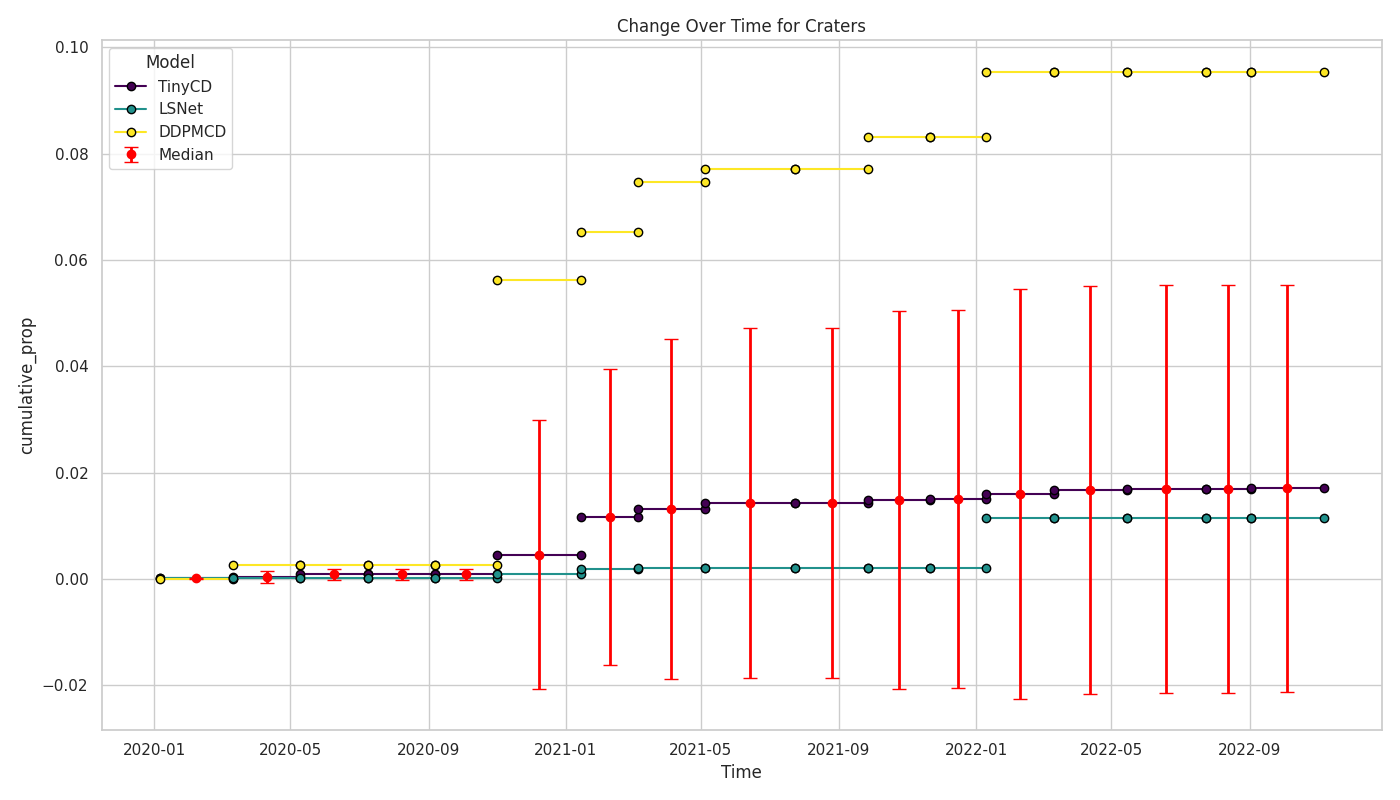 Change Over Time for Craters
Model
TinyCD
LSNet
DDPMCD
Median
cumulative_prop
0.10
0.08
0.06
0.04
0.02
0.00
−0.02
2020-01
2020-05
2020-09
2021-01
2021-05
2021-09
2022-01
2022-05
2022-09
Time